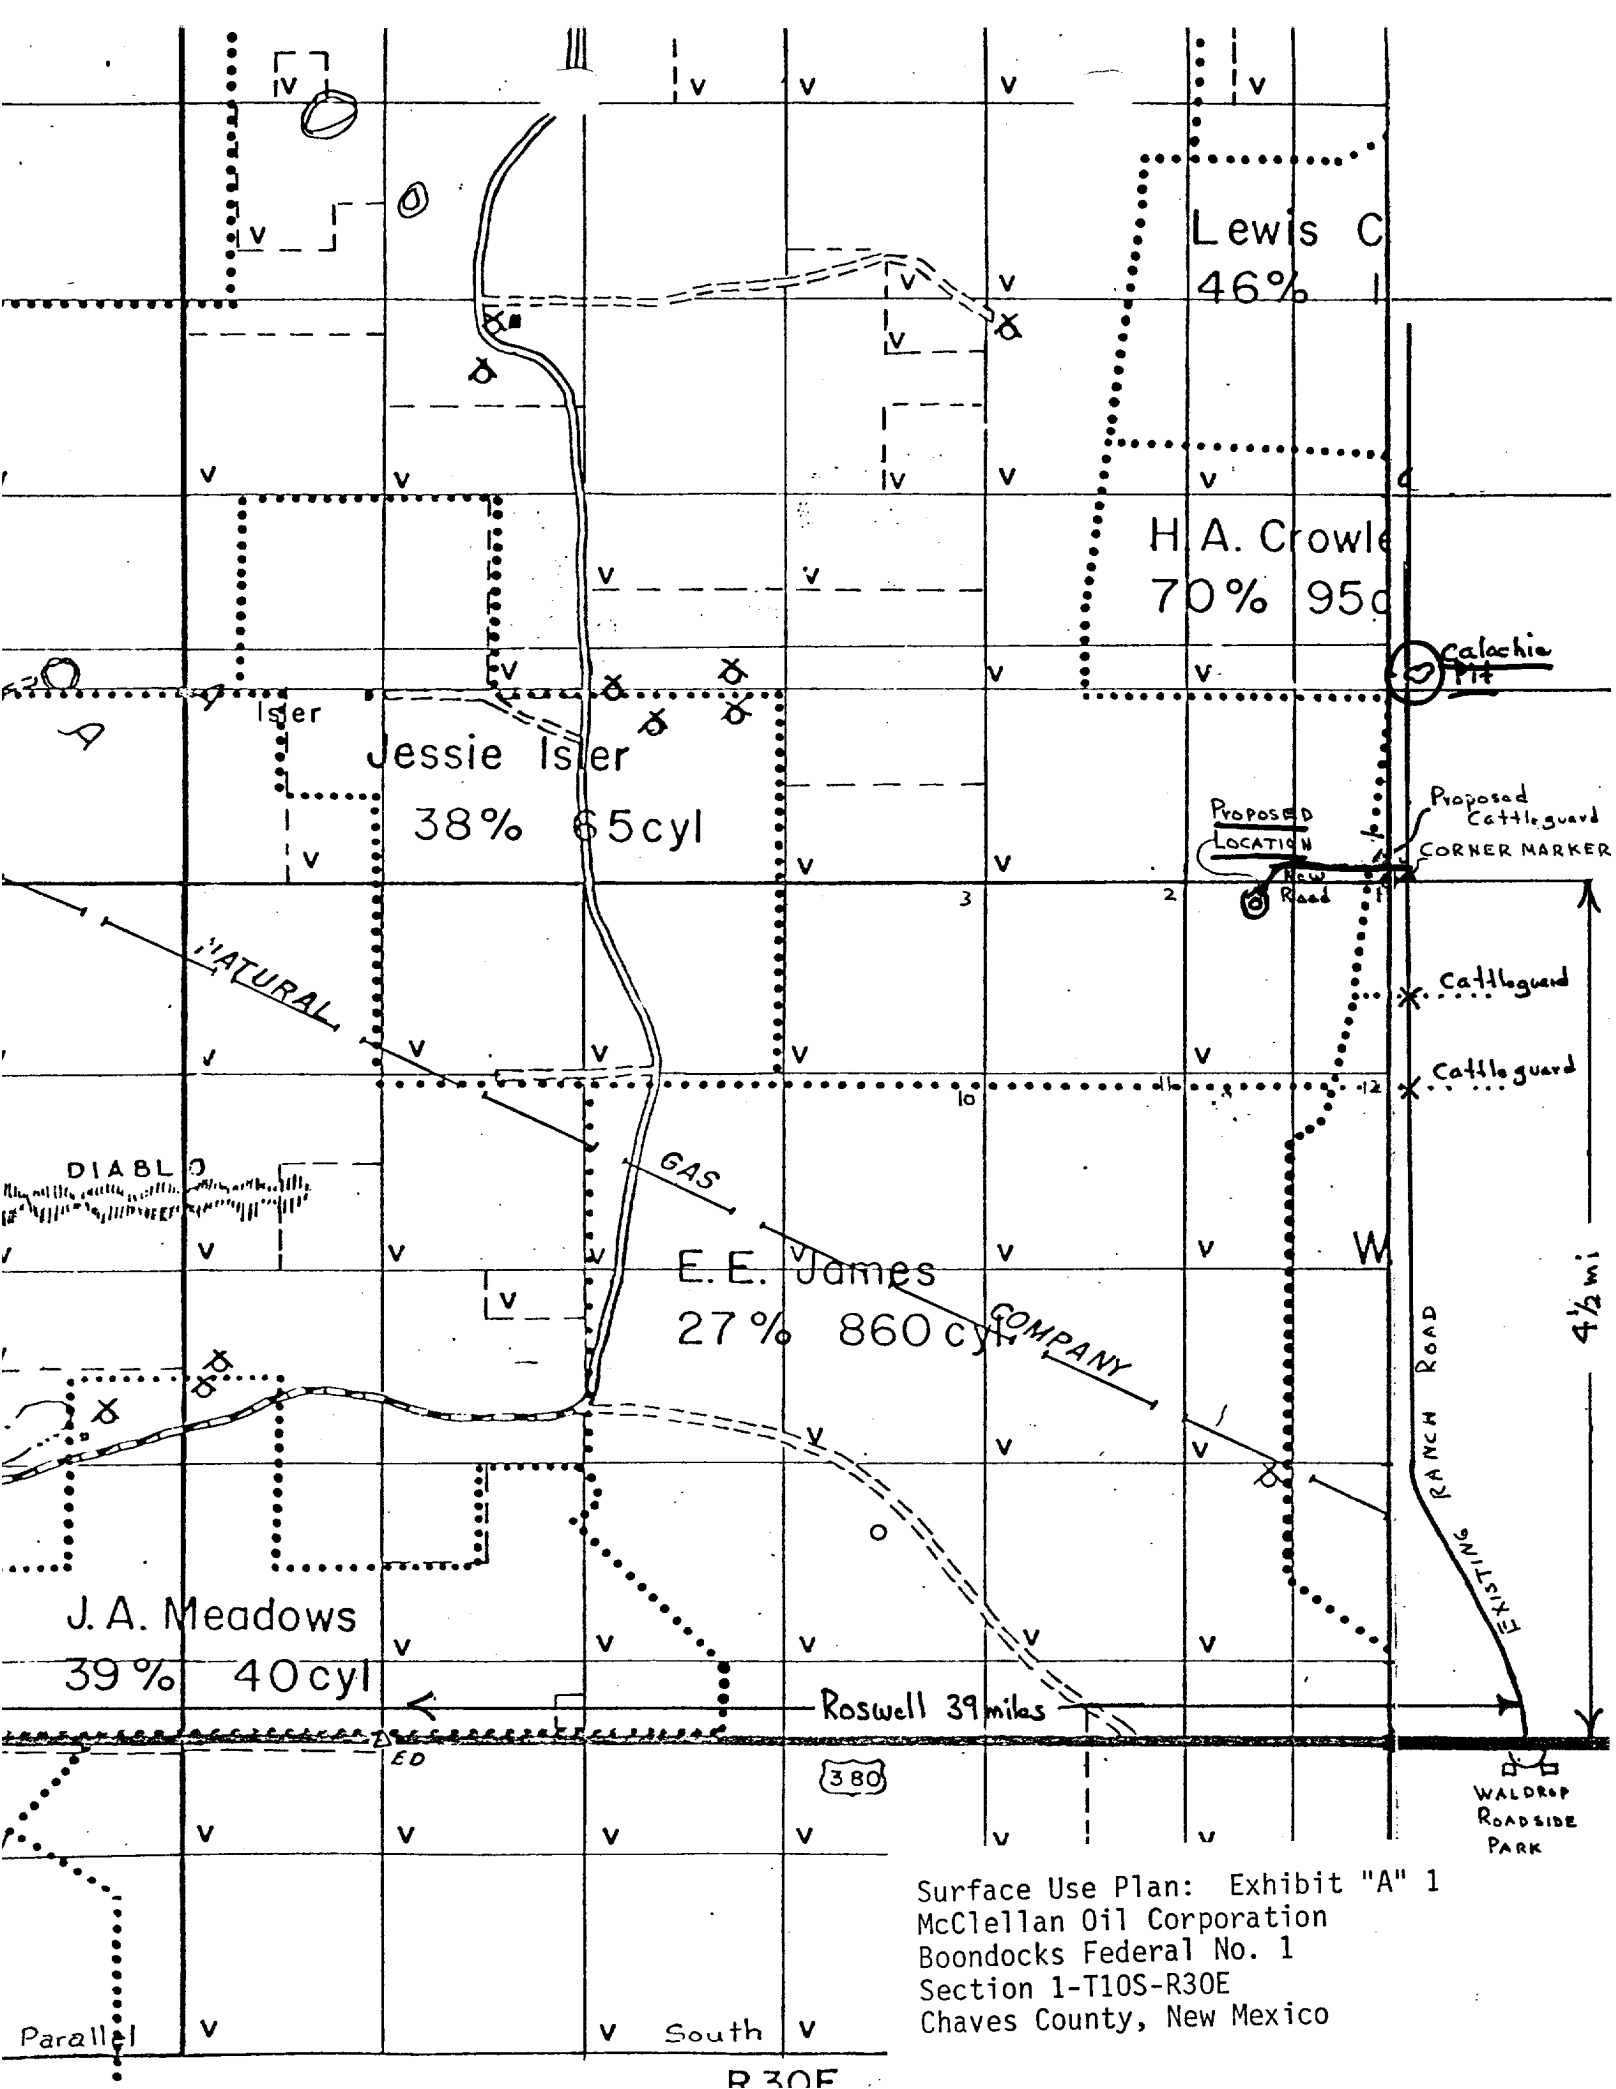 Lewis C
46%
H.A. Crowle
70% 95c
Calachie
Pit
Isler
Jessie Isler
38% 65cyl
Proposed
Cattleguard
PROPOSED
LOCATION
CORNER MARKER
New
Road
3
2
1
NATURAL
Cattleguard
Cattleguard
10
11
12
DIABLO
GAS
W
E.E. James
27% 860 cyl
COMPANY
4 1/2 mi
RANCH ROAD
EXISTING
J.A. Meadows
39% 40cyl
Roswell 39 miles
ED
380
WALDROP
ROADSIDE
PARK
Surface Use Plan: Exhibit "A" 1
McClellan Oil Corporation
Boondocks Federal No. 1
Section 1-T10S-R30E
Chaves County, New Mexico
Parallel
South
R 30E